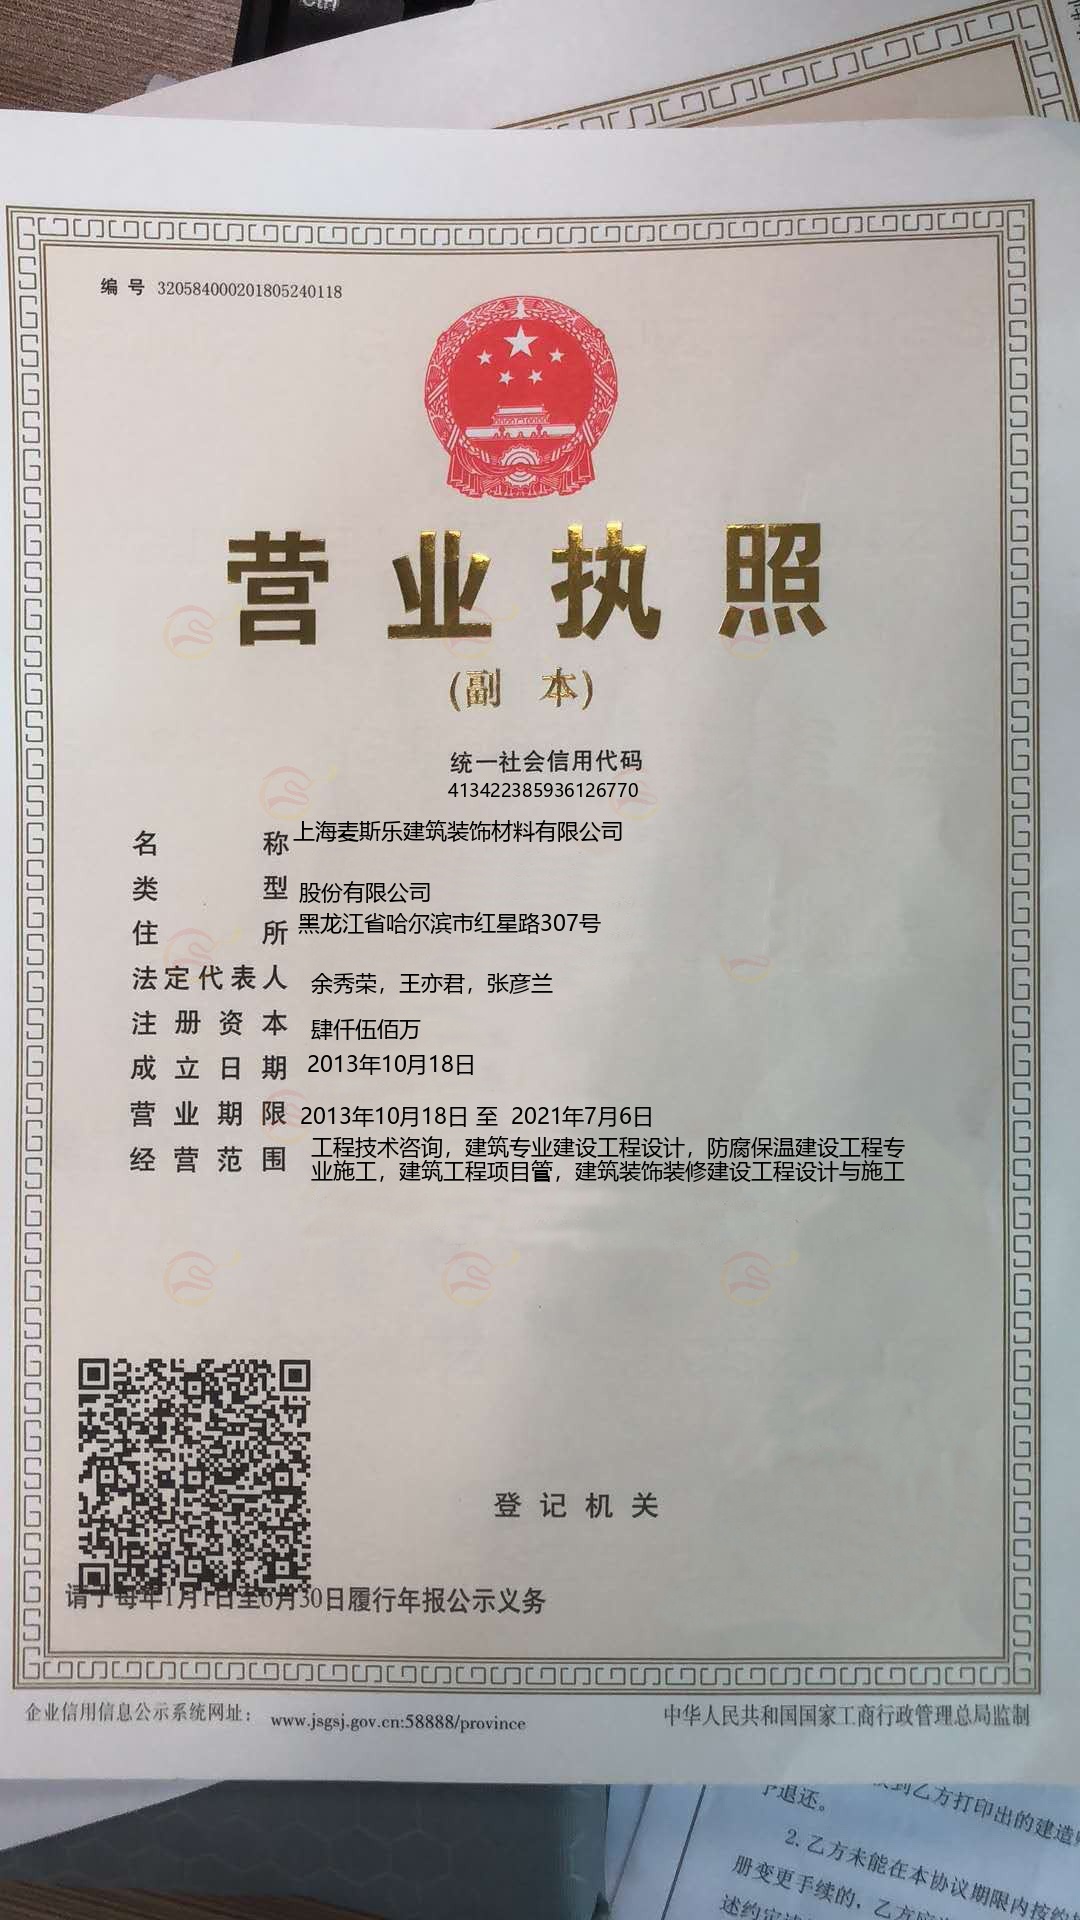 Ctrl
编号 320584000201805240118
营业执照
(副本)
统一社会信用代码
413422385936126770
名称 上海麦斯乐建筑装饰材料有限公司
类型 股份有限公司
住所 黑龙江省哈尔滨市红星路307号
法定代表人 余秀荣，王亦君，张彦兰
注册资本 肆仟伍佰万
成立日期 2013年10月18日
营业期限 2013年10月18日 至 2021年7月6日
经营范围 工程技术咨询，建筑专业建设工程设计，防腐保温建设工程专
业施工，建筑工程项目管，建筑装饰装修建设工程设计与施工
登记机关
请于每年1月1日至6月30日履行年报公示义务
企业信用信息公示系统网址： www.jsgsj.gov.cn:58888/province
中华人民共和国国家工商行政管理总局监制
到乙方打印出的建造
退还。
2.乙方未能在本协议期限内按约
册变更手续的，乙方应
述约定